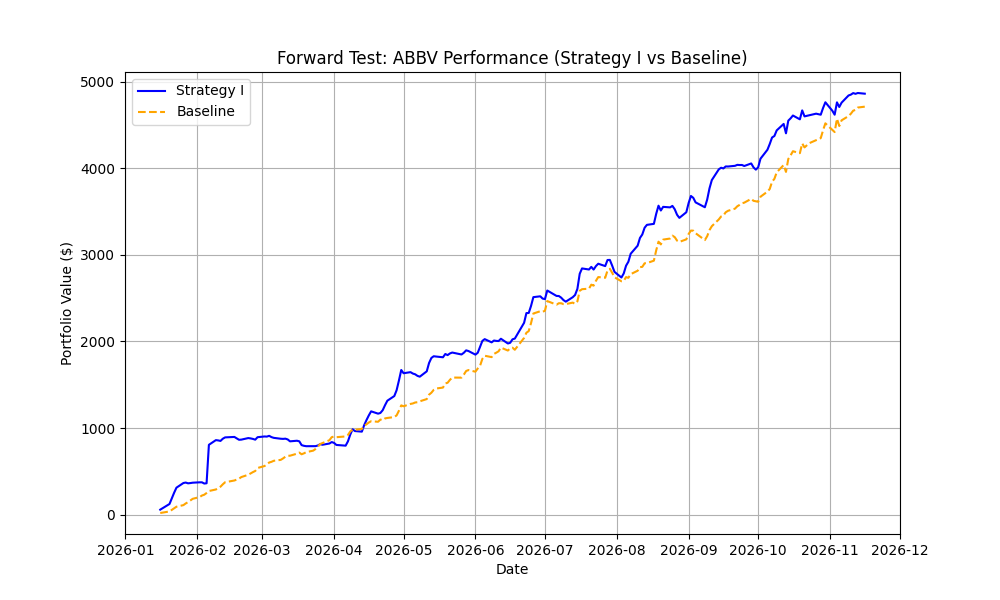 Forward Test: ABBV Performance (Strategy I vs Baseline)
Strategy I
Baseline
Portfolio Value ($)
5000
4000
3000
2000
1000
0
2026-01 2026-02 2026-03 2026-04 2026-05 2026-06 2026-07 2026-08 2026-09 2026-10 2026-11 2026-12
Date